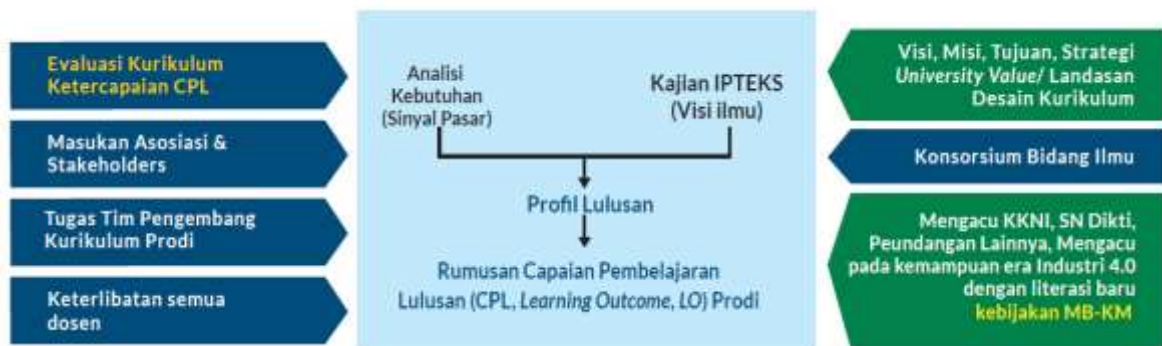 Evaluasi Kurikulum
Ketercapaian CPL
Masukan Asosiasi &
Stakeholders
Tugas Tim Pengembang
Kurikulum Prodi
Keterlibatan semua
dosen
Analisi
Kebutuhan
(Sinyal Pasar)
Kajian IPTEKS
(Visi ilmu)
Profil Lulusan
Rumusan Capaian Pembelajaran
Lulusan (CPL, Learning Outcome, LO) Prodi
Visi, Misi, Tujuan, Strategi
University Value/ Landasan
Desain Kurikulum
Konsorsium Bidang Ilmu
Mengacu KKNI, SN Dikti,
Peundangan Lainnya, Mengacu
pada kemampuan era Industri 4.0
dengan literasi baru
kebijakan MB-KM